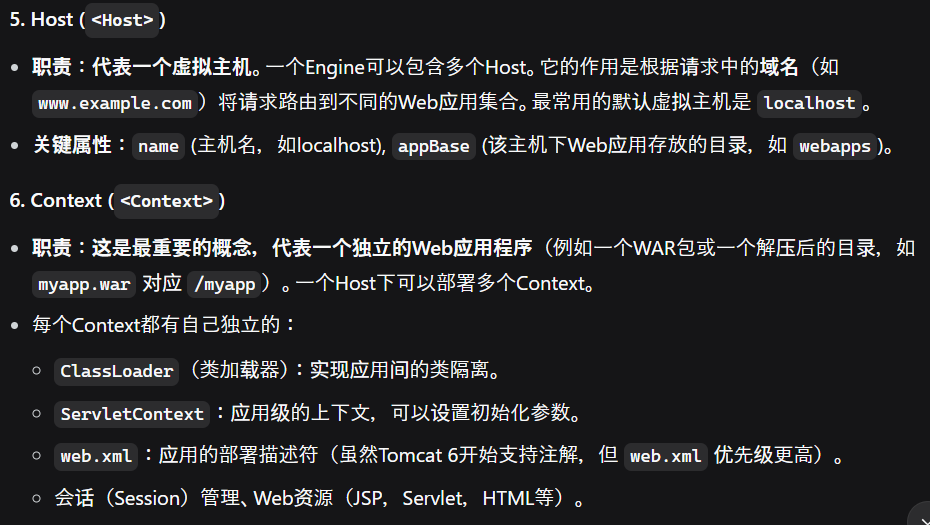 5. Host (<Host>)
职责：代表一个虚拟主机。一个Engine可以包含多个Host。它的作用是根据请求中的域名（如
www.example.com）将请求路由到不同的Web应用集合。最常用的默认虚拟主机是 localhost。
关键属性：name (主机名，如localhost), appBase (该主机下Web应用存放的目录，如 webapps)。
6. Context (<Context>)
职责：这是最重要的概念，代表一个独立的Web应用程序（例如一个WAR包或一个解压后的目录，如
myapp.war 对应 /myapp）。一个Host下可以部署多个Context。
每个Context都有自己独立的：
ClassLoader（类加载器）：实现应用间的类隔离。
ServletContext：应用级的上下文，可以设置初始化参数。
web.xml：应用的部署描述符（虽然Tomcat 6开始支持注解，但 web.xml 优先级更高）。
会话（Session）管理、Web资源（JSP，Servlet，HTML等）。